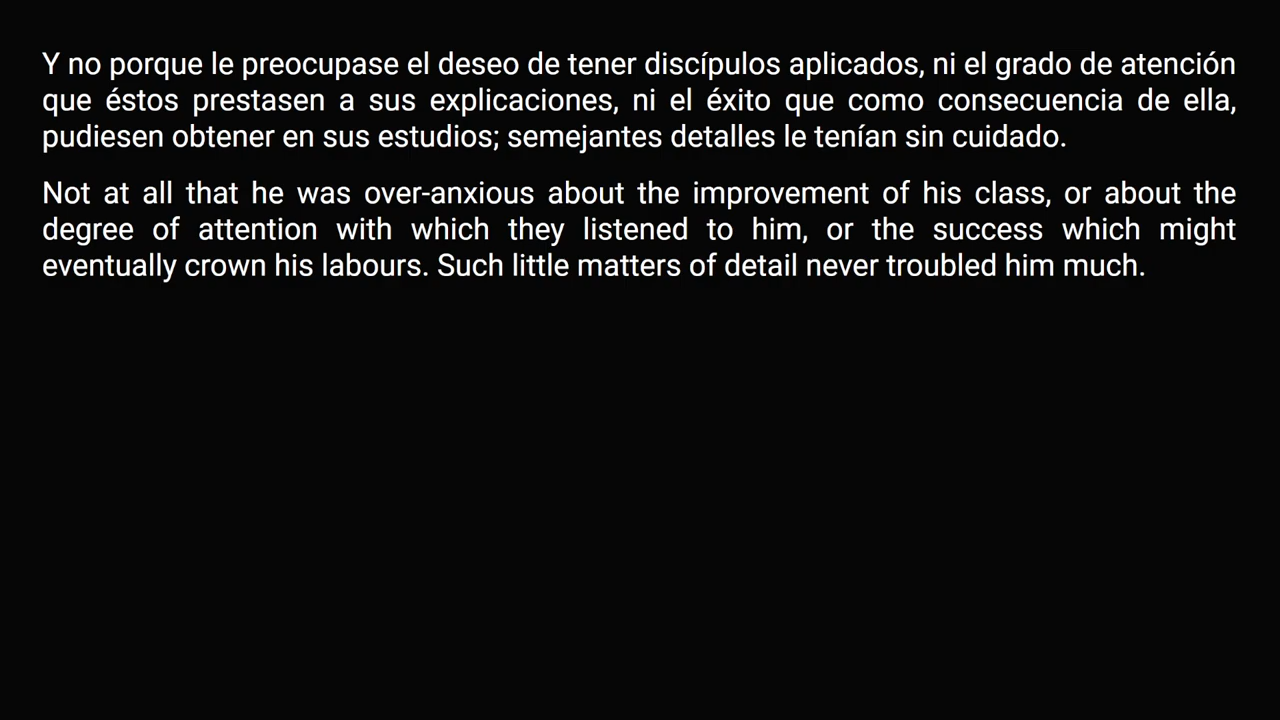 Y no porque le preocupase el deseo de tener discípulos aplicados, ni el grado de atención
que éstos prestasen a sus explicaciones, ni el éxito que como consecuencia de ella,
pudiesen obtener en sus estudios; semejantes detalles le tenían sin cuidado.
Not at all that he was over-anxious about the improvement of his class, or about the
degree of attention with which they listened to him, or the success which might
eventually crown his labours. Such little matters of detail never troubled him much.